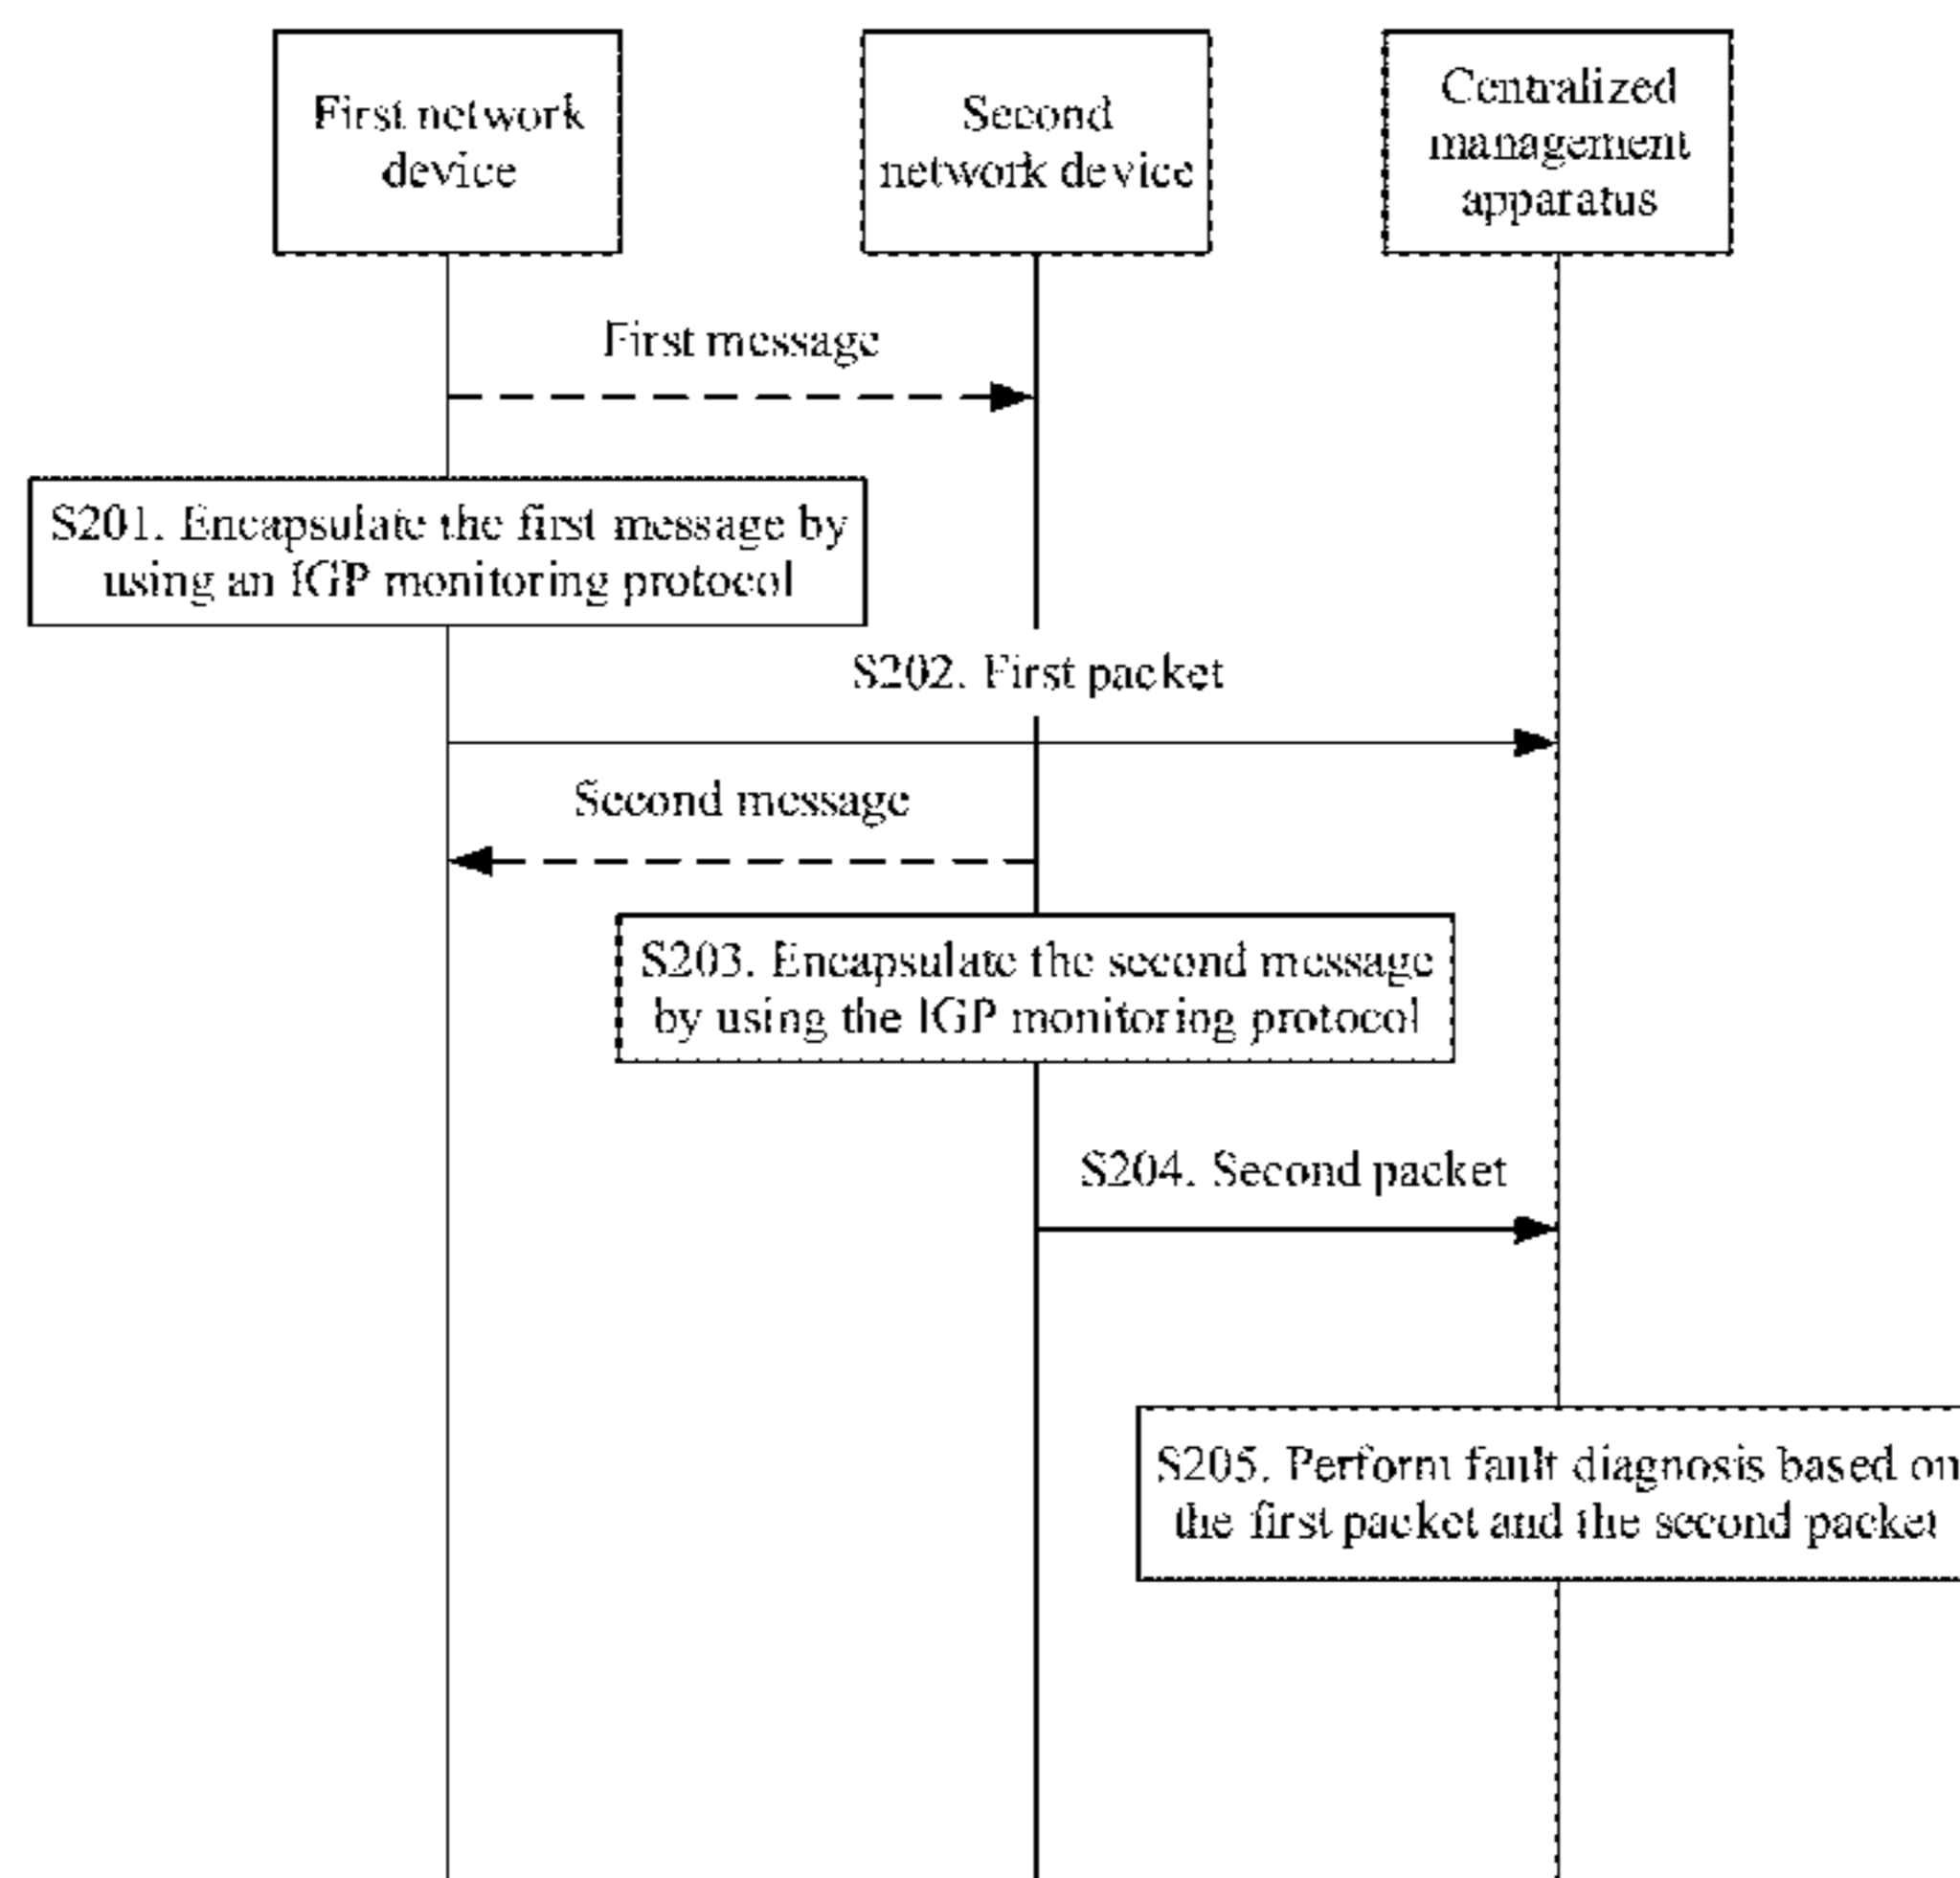 First network
device
Second
network device
Centralized
management
apparatus
First message
S201. Encapsulate the first message by
using an IGP monitoring protocol
S202. First packet
Second message
S203. Encapsulate the second message
by using the IGP monitoring protocol
S204. Second packet
S205. Perform fault diagnosis based on
the first packet and the second packet